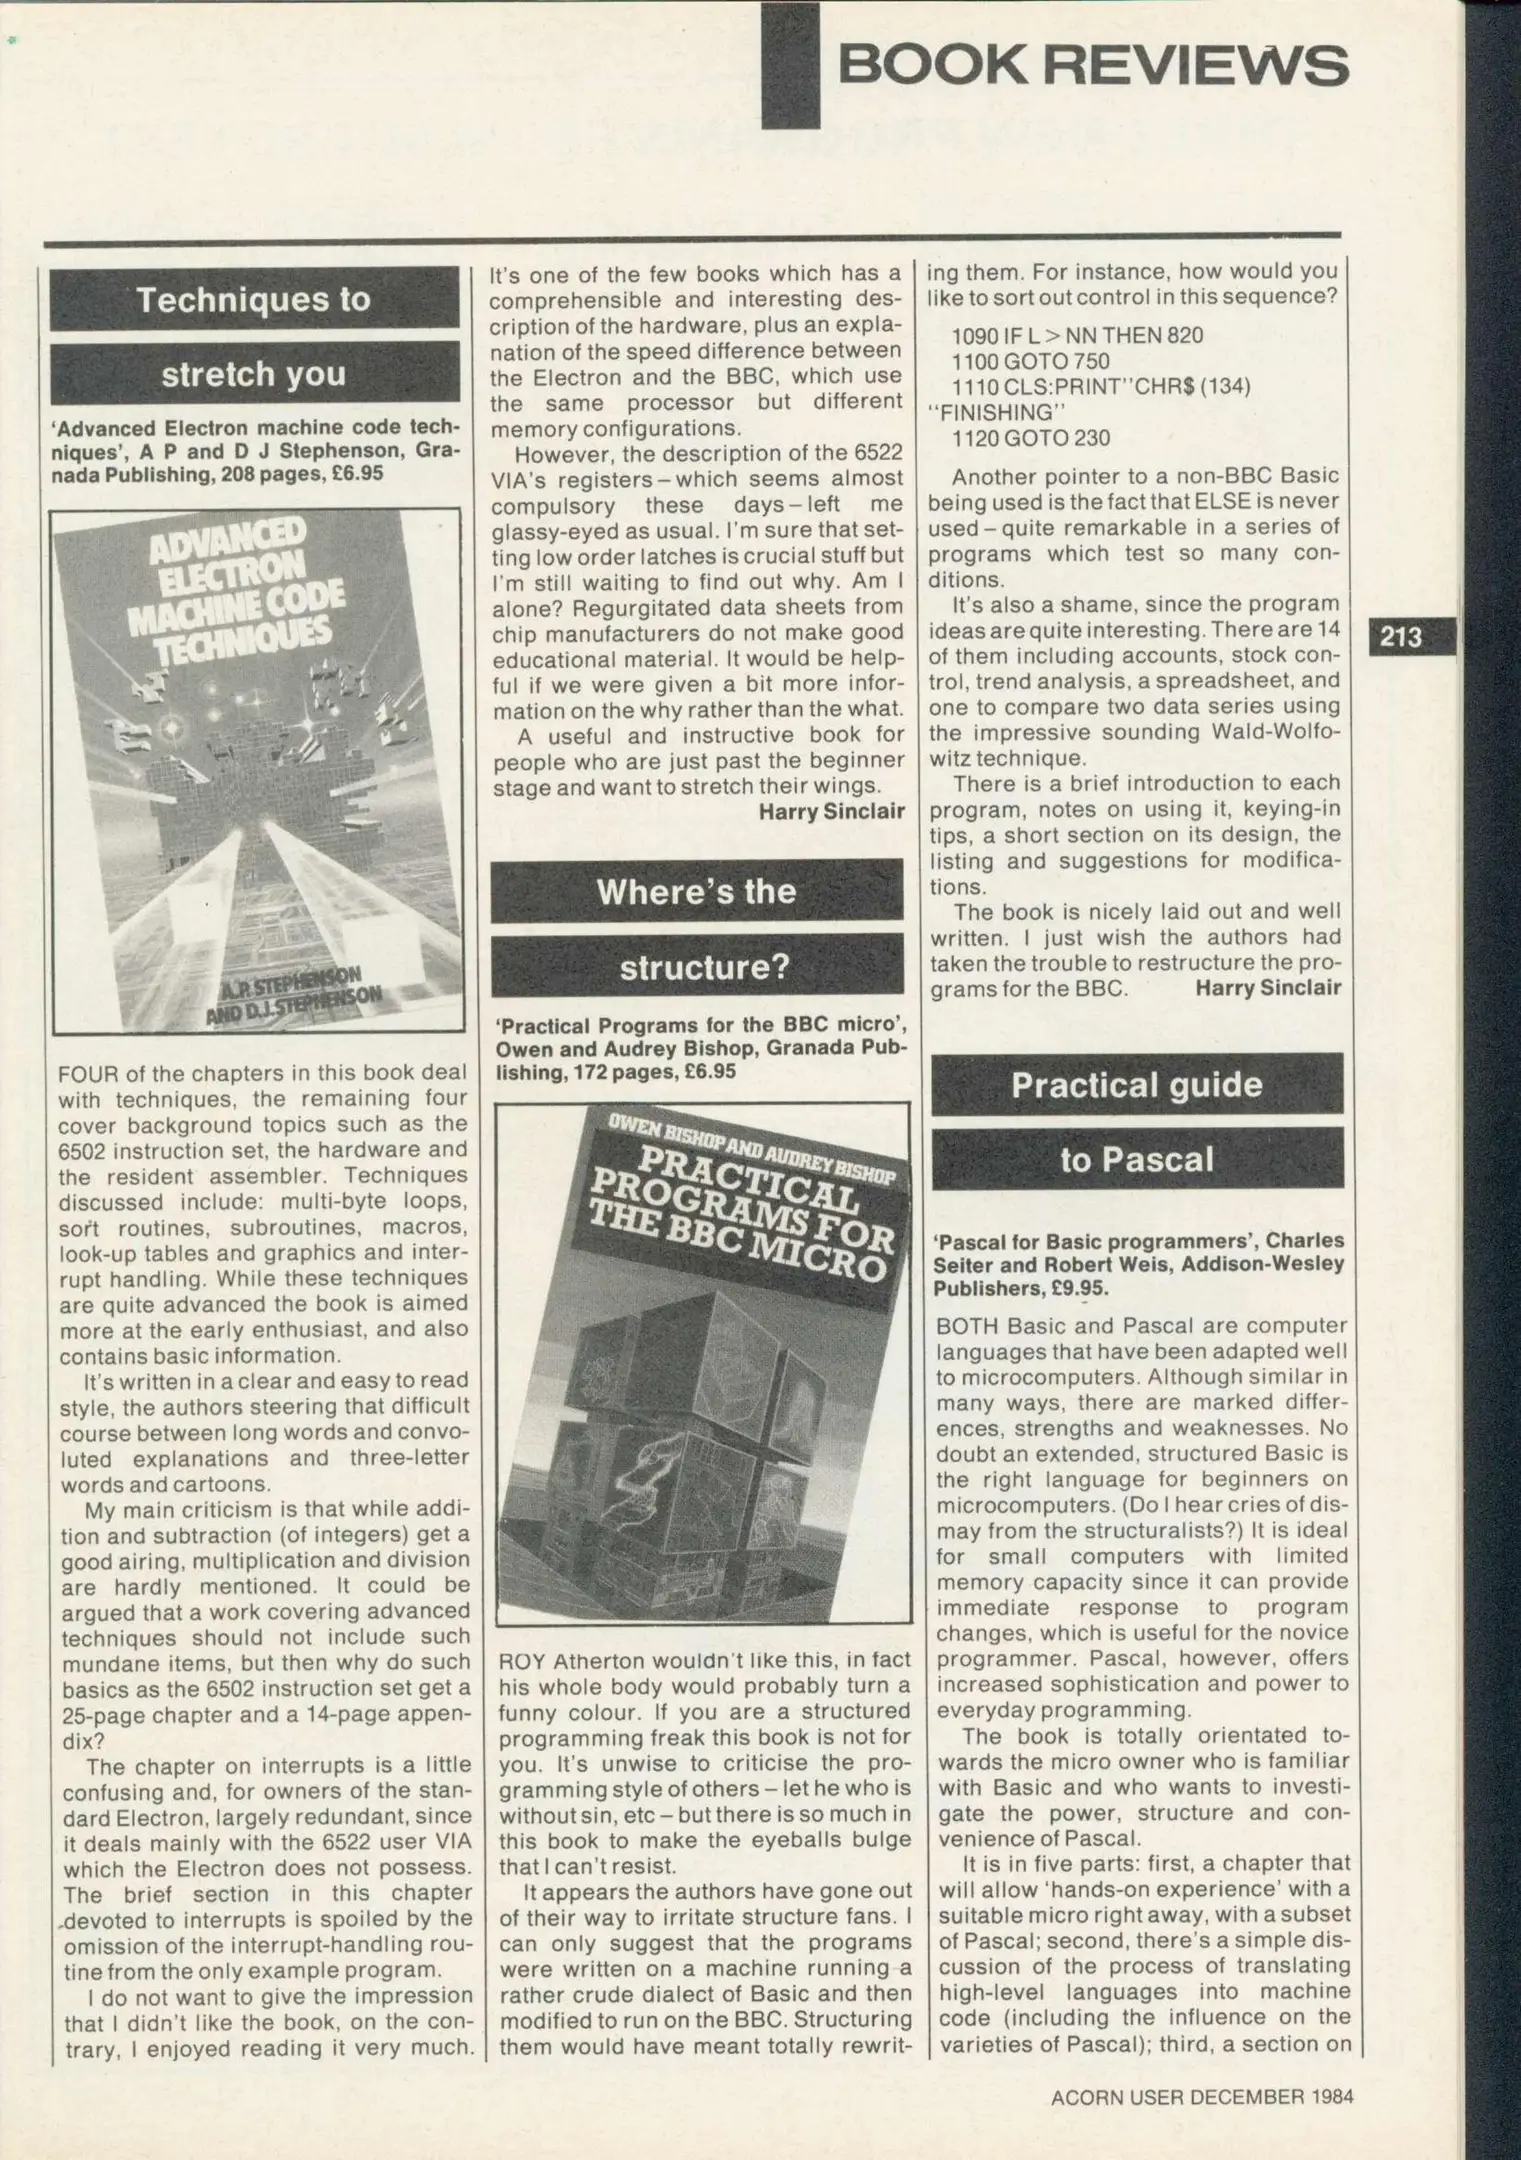 BOOK REVIEWS
Techniques to
stretch you
'Advanced Electron machine code tech-
niques', A P and D J Stephenson, Gra-
nada Publishing, 208 pages, £6.95
ADVANCED
ELECTRON
MACHINE CODE
TECHNIQUES
A.P. STEPHENSON
AND D.J. STEPHENSON
FOUR of the chapters in this book deal
with techniques, the remaining four
cover background topics such as the
6502 instruction set, the hardware and
the resident assembler. Techniques
discussed include: multi-byte loops,
sort routines, subroutines, macros,
look-up tables and graphics and inter-
rupt handling. While these techniques
are quite advanced the book is aimed
more at the early enthusiast, and also
contains basic information.
It's written in a clear and easy to read
style, the authors steering that difficult
course between long words and convo-
luted explanations and three-letter
words and cartoons.
My main criticism is that while addi-
tion and subtraction (of integers) get a
good airing, multiplication and division
are hardly mentioned. It could be
argued that a work covering advanced
techniques should not include such
mundane items, but then why do such
basics as the 6502 instruction set get a
25-page chapter and a 14-page appen-
dix?
The chapter on interrupts is a little
confusing and, for owners of the stan-
dard Electron, largely redundant, since
it deals mainly with the 6522 user VIA
which the Electron does not possess.
The brief section in this chapter
devoted to interrupts is spoiled by the
omission of the interrupt-handling rou-
tine from the only example program.
I do not want to give the impression
that I didn't like the book, on the con-
trary, I enjoyed reading it very much.
It's one of the few books which has a
comprehensible and interesting des-
cription of the hardware, plus an expla-
nation of the speed difference between
the Electron and the BBC, which use
the same processor but different
memory configurations.
However, the description of the 6522
VIA's registers – which seems almost
compulsory these days – left me
glassy-eyed as usual. I'm sure that set-
ting low order latches is crucial stuff but
I'm still waiting to find out why. Am I
alone? Regurgitated data sheets from
chip manufacturers do not make good
educational material. It would be help-
ful if we were given a bit more infor-
mation on the why rather than the what.
A useful and instructive book for
people who are just past the beginner
stage and want to stretch their wings.
Harry Sinclair
Where's the
structure?
'Practical Programs for the BBC micro',
Owen and Audrey Bishop, Granada Pub-
lishing, 172 pages, £6.95
OWEN BISHOP AND AUDREY BISHOP
PRACTICAL
PROGRAMS FOR
THE BBC MICRO
ROY Atherton wouldn't like this, in fact
his whole body would probably turn a
funny colour. If you are a structured
programming freak this book is not for
you. It's unwise to criticise the pro-
gramming style of others – let he who is
without sin, etc – but there is so much in
this book to make the eyeballs bulge
that I can't resist.
It appears the authors have gone out
of their way to irritate structure fans. I
can only suggest that the programs
were written on a machine running a
rather crude dialect of Basic and then
modified to run on the BBC. Structuring
them would have meant totally rewrit-
ing them. For instance, how would you
like to sort out control in this sequence?
1090 IF L > NN THEN 820
1100 GOTO 750
1110 CLS:PRINT''CHR$ (134)
"FINISHING"
1120 GOTO 230
Another pointer to a non-BBC Basic
being used is the fact that ELSE is never
used – quite remarkable in a series of
programs which test so many con-
ditions.
It's also a shame, since the program
ideas are quite interesting. There are 14
of them including accounts, stock con-
trol, trend analysis, a spreadsheet, and
one to compare two data series using
the impressive sounding Wald-Wolfo-
witz technique.
There is a brief introduction to each
program, notes on using it, keying-in
tips, a short section on its design, the
listing and suggestions for modifica-
tions.
The book is nicely laid out and well
written. I just wish the authors had
taken the trouble to restructure the pro-
grams for the BBC. Harry Sinclair
Practical guide
to Pascal
'Pascal for Basic programmers', Charles
Seiter and Robert Weis, Addison-Wesley
Publishers, £9.95.
BOTH Basic and Pascal are computer
languages that have been adapted well
to microcomputers. Although similar in
many ways, there are marked differ-
ences, strengths and weaknesses. No
doubt an extended, structured Basic is
the right language for beginners on
microcomputers. (Do I hear cries of dis-
may from the structuralists?) It is ideal
for small computers with limited
memory capacity since it can provide
immediate response to program
changes, which is useful for the novice
programmer. Pascal, however, offers
increased sophistication and power to
everyday programming.
The book is totally orientated to-
wards the micro owner who is familiar
with Basic and who wants to investi-
gate the power, structure and con-
venience of Pascal.
It is in five parts: first, a chapter that
will allow 'hands-on experience' with a
suitable micro right away, with a subset
of Pascal; second, there's a simple dis-
cussion of the process of translating
high-level languages into machine
code (including the influence on the
varieties of Pascal); third, a section on
213
ACORN USER DECEMBER 1984